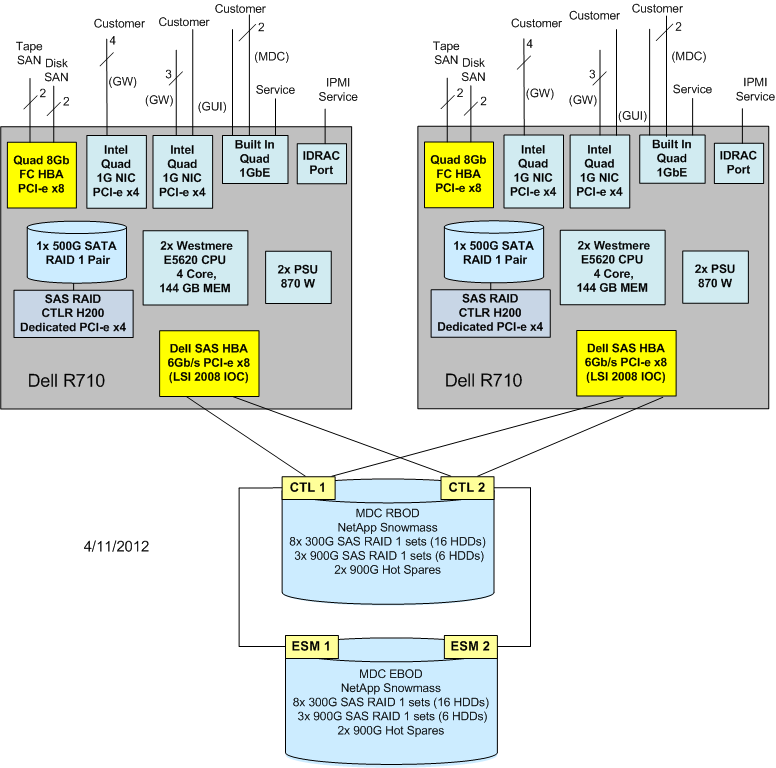 Customer
Customer
Customer
4
2
Tape
SAN
Disk
SAN
(MDC)
3
(GW)
IPMI
Service
Service
2
2
(GW)
(GUI)
Quad 8Gb
FC HBA
PCI-e x8
Intel
Quad
1G NIC
PCI-e x4
Intel
Quad
1G NIC
PCI-e x4
Built In
Quad
1GbE
IDRAC
Port
1x 500G SATA
RAID 1 Pair
2x Westmere
E5620 CPU
4 Core,
144 GB MEM
2x PSU
870 W
SAS RAID
CTLR H200
Dedicated PCI-e x4
Dell SAS HBA
6Gb/s PCI-e x8
(LSI 2008 IOC)
Dell R710
Customer
Customer
Customer
4
2
Tape
SAN
Disk
SAN
(MDC)
3
(GW)
IPMI
Service
Service
2
2
(GW)
(GUI)
Quad 8Gb
FC HBA
PCI-e x8
Intel
Quad
1G NIC
PCI-e x4
Intel
Quad
1G NIC
PCI-e x4
Built In
Quad
1GbE
IDRAC
Port
1x 500G SATA
RAID 1 Pair
2x Westmere
E5620 CPU
4 Core,
144 GB MEM
2x PSU
870 W
SAS RAID
CTLR H200
Dedicated PCI-e x4
Dell SAS HBA
6Gb/s PCI-e x8
(LSI 2008 IOC)
Dell R710
CTL 1
CTL 2
MDC RBOD
NetApp Snowmass
8x 300G SAS RAID 1 sets (16 HDDs)
3x 900G SAS RAID 1 sets (6 HDDs)
2x 900G Hot Spares
4/11/2012
ESM 1
ESM 2
MDC EBOD
NetApp Snowmass
8x 300G SAS RAID 1 sets (16 HDDs)
3x 900G SAS RAID 1 sets (6 HDDs)
2x 900G Hot Spares